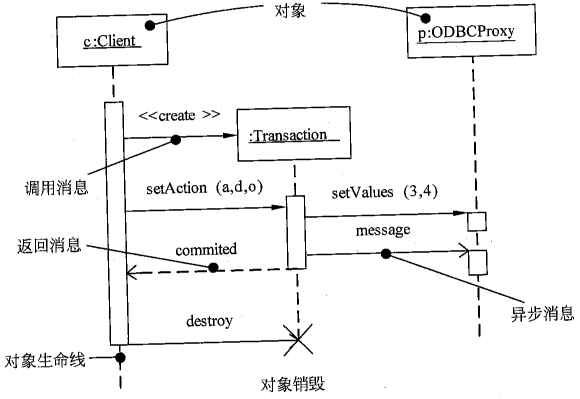 对象
c:Client
p:ODBCProxy
<<create >>
:Transaction
调用消息
setAction (a,d,o)
setValues (3,4)
返回消息
commited
message
异步消息
destroy
对象生命线
对象销毁